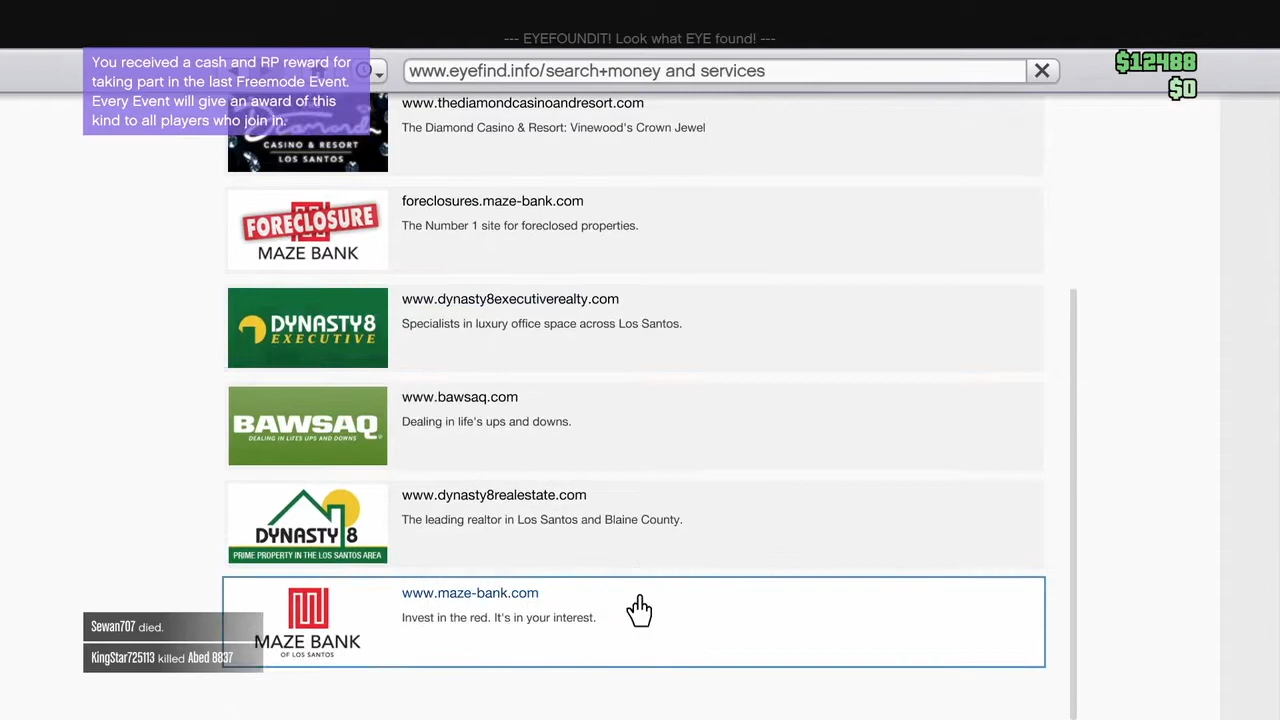 --- EYEFOUNDIT! Look what EYE found! ---
You received a cash and RP reward for
taking part in the last Freemode Event.
Every Event will give an award of this
kind to all players who join in.
www.eyefind.info/search+money and services
$12488
$0
Diamond
CASINO & RESORT
LOS SANTOS
www.thediamondcasinoandresort.com
The Diamond Casino & Resort: Vinewood's Crown Jewel
FORECLOSURE
MAZE BANK
foreclosures.maze-bank.com
The Number 1 site for foreclosed properties.
DYNASTY 8
EXECUTIVE
www.dynasty8executiverealty.com
Specialists in luxury office space across Los Santos.
BAWSAQ
DEALING IN LIFE'S UPS AND DOWNS
www.bawsaq.com
Dealing in life's ups and downs.
DYNASTY 8
PRIME PROPERTY IN THE LOS SANTOS AREA
www.dynasty8realestate.com
The leading realtor in Los Santos and Blaine County.
MAZE BANK
OF LOS SANTOS
www.maze-bank.com
Invest in the red. It's in your interest.
Sewan707 died.
KingStar725113 killed Abed 8837